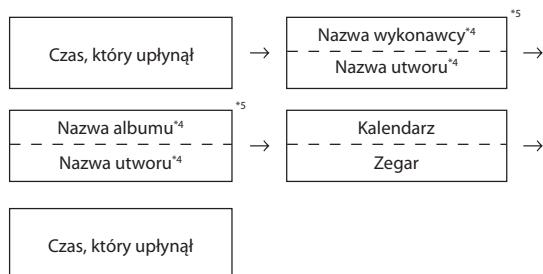 Czas, który upłynął
→
Nazwa wykonawcy*4
Nazwa utworu*4
*5
→
Nazwa albumu*4
Nazwa utworu*4
*5
→
Kalendarz
Zegar
→
Czas, który upłynął